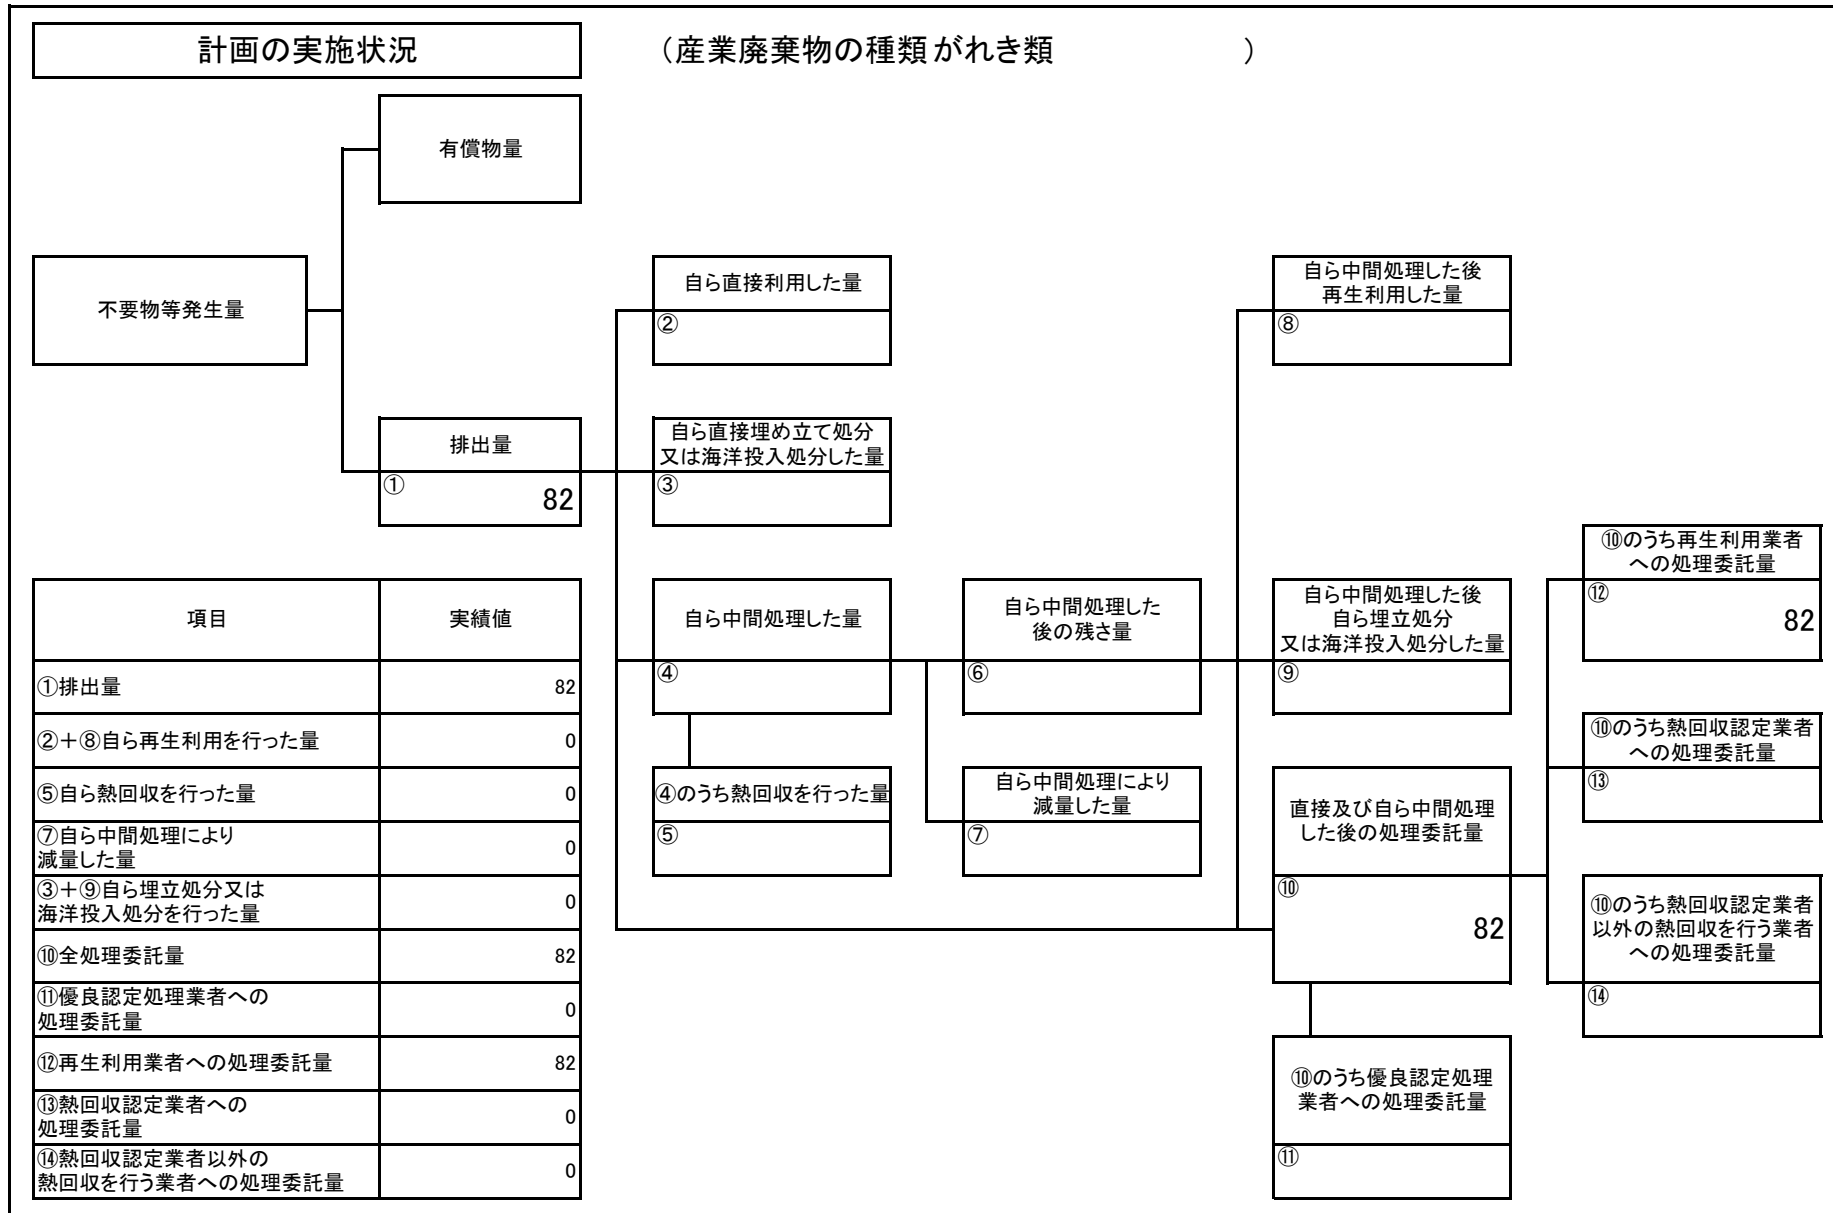 計画の実施状況
（産業廃棄物の種類 がれき類　　　　　　）
有償物量
不要物等発生量
自ら直接利用した量
②
自ら中間処理した後
再生利用した量
⑧
排出量
①
82
自ら直接埋め立て処分
又は海洋投入処分した量
③
⑩のうち再生利用業者
への処理委託量
⑫
82
自ら中間処理した量
④
自ら中間処理した
後の残さ量
⑥
自ら中間処理した後
自ら埋立処分
又は海洋投入処分した量
⑨
⑩のうち熱回収認定業者
への処理委託量
⑬
④のうち熱回収を行った量
⑤
自ら中間処理により
減量した量
⑦
直接及び自ら中間処理
した後の処理委託量
⑩
82
⑩のうち熱回収認定業者
以外の熱回収を行う業者
への処理委託量
⑭
⑩のうち優良認定処理
業者への処理委託量
⑪
項目 実績値
①排出量 82
②＋⑧自ら再生利用を行った量 0
⑤自ら熱回収を行った量 0
⑦自ら中間処理により
減量した量 0
③＋⑨自ら埋立処分又は
海洋投入処分を行った量 0
⑩全処理委託量 82
⑪優良認定処理業者への
処理委託量 0
⑫再生利用業者への処理委託量 82
⑬熱回収認定業者への
処理委託量 0
⑭熱回収認定業者以外の
熱回収を行う業者への処理委託量 0